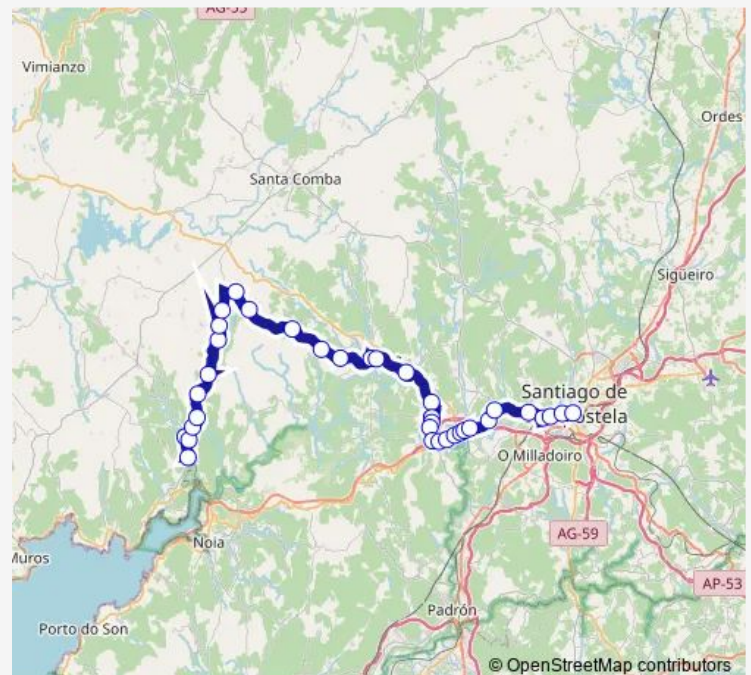 AG-55
Vimianzo
Ordes
Santa Comba
Sigüeiro
Santiago de
stela
O Milladoiro
AG-59
Noia
Muros
AP-53
Padrón
Porto do Son
© OpenStreetMap contributors